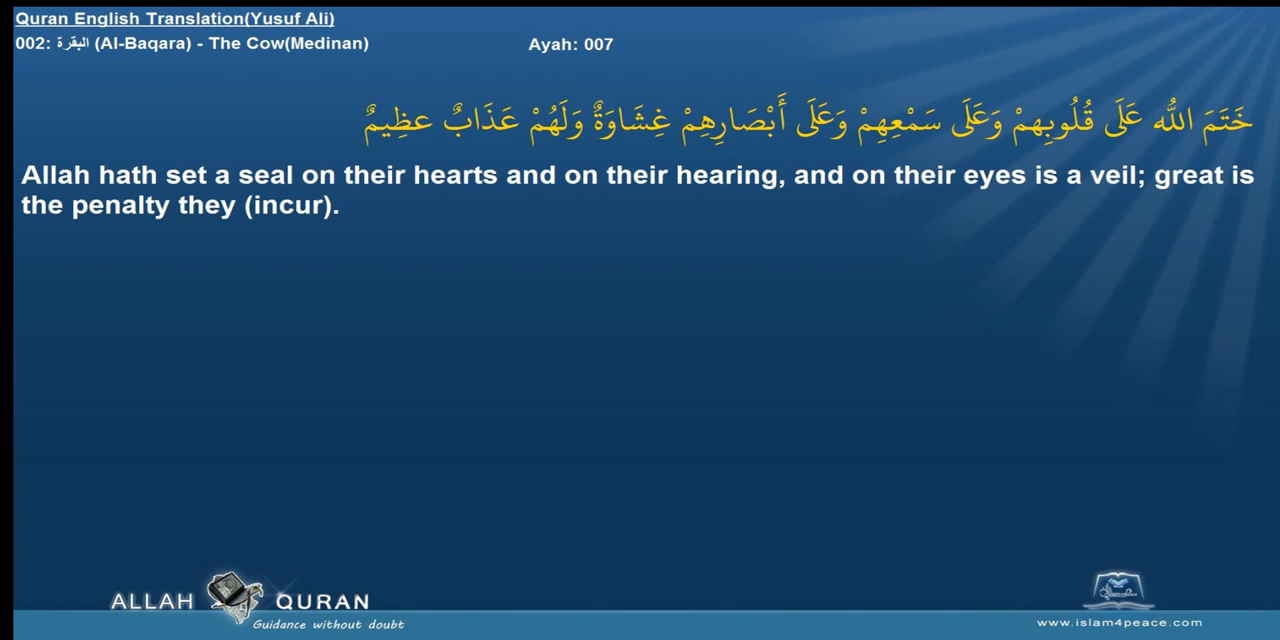 Quran English Translation(Yusuf Ali)
002: البقرة (Al-Baqara) - The Cow(Medinan) Ayah: 007
خَتَمَ اللَّه عَلَى قُلُوبِهِمْ وَعَلَى سَمْعِهِمْ وَعَلَى أَبْصَارِهِمْ غِشَاوَةٌ وَلَهُمْ عَذَابٌ عظِيمٌ
Allah hath set a seal on their hearts and on their hearing, and on their eyes is a veil; great is
the penalty they (incur).
ALLAH QURAN
Guidance without doubt
www.islam4peace.com